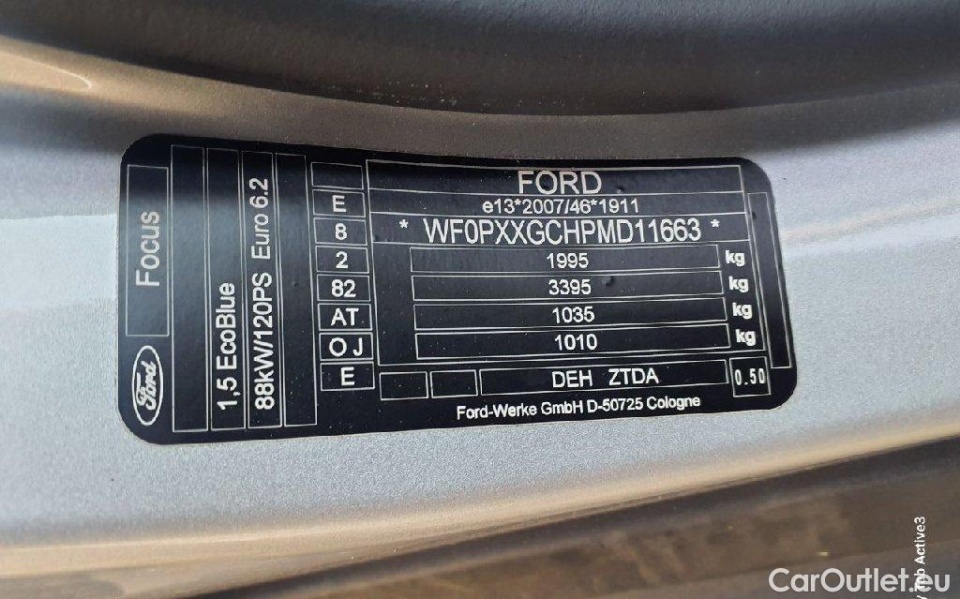 Focus
Ford
1,5 EcoBlue
88kW/120PS Euro 6.2
E
8
2
82
AT
O J
E
FORD
e13*2007/46*1911
* WF0PXXGCHPMD11663 *
1995 kg
3395 kg
1035 kg
1010 kg
DEH ZTDA
0.50
Ford-Werke GmbH D-50725 Cologne
Tab Active3
CarOutlet.eu